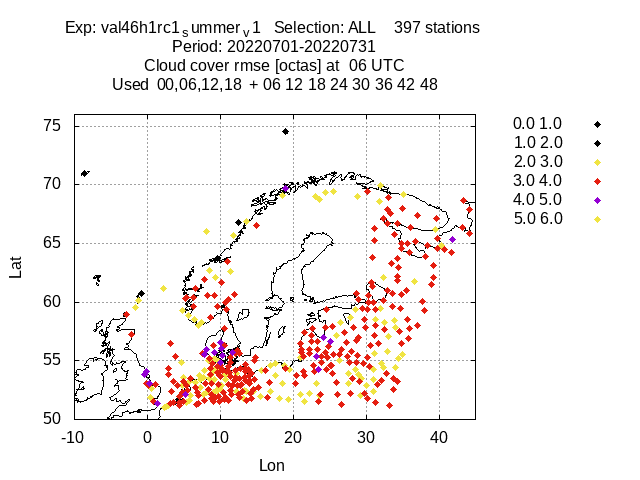 Exp: val46h1rc1summerv1 Selection: ALL 397 stations
Period: 20220701-20220731
Cloud cover rmse [octas] at 06 UTC
Used 00,06,12,18 + 06 12 18 24 30 36 42 48
0.0 1.0
1.0 2.0
2.0 3.0
3.0 4.0
4.0 5.0
5.0 6.0
75
70
65
60
55
50
Lat
-10 0 10 20 30 40
Lon